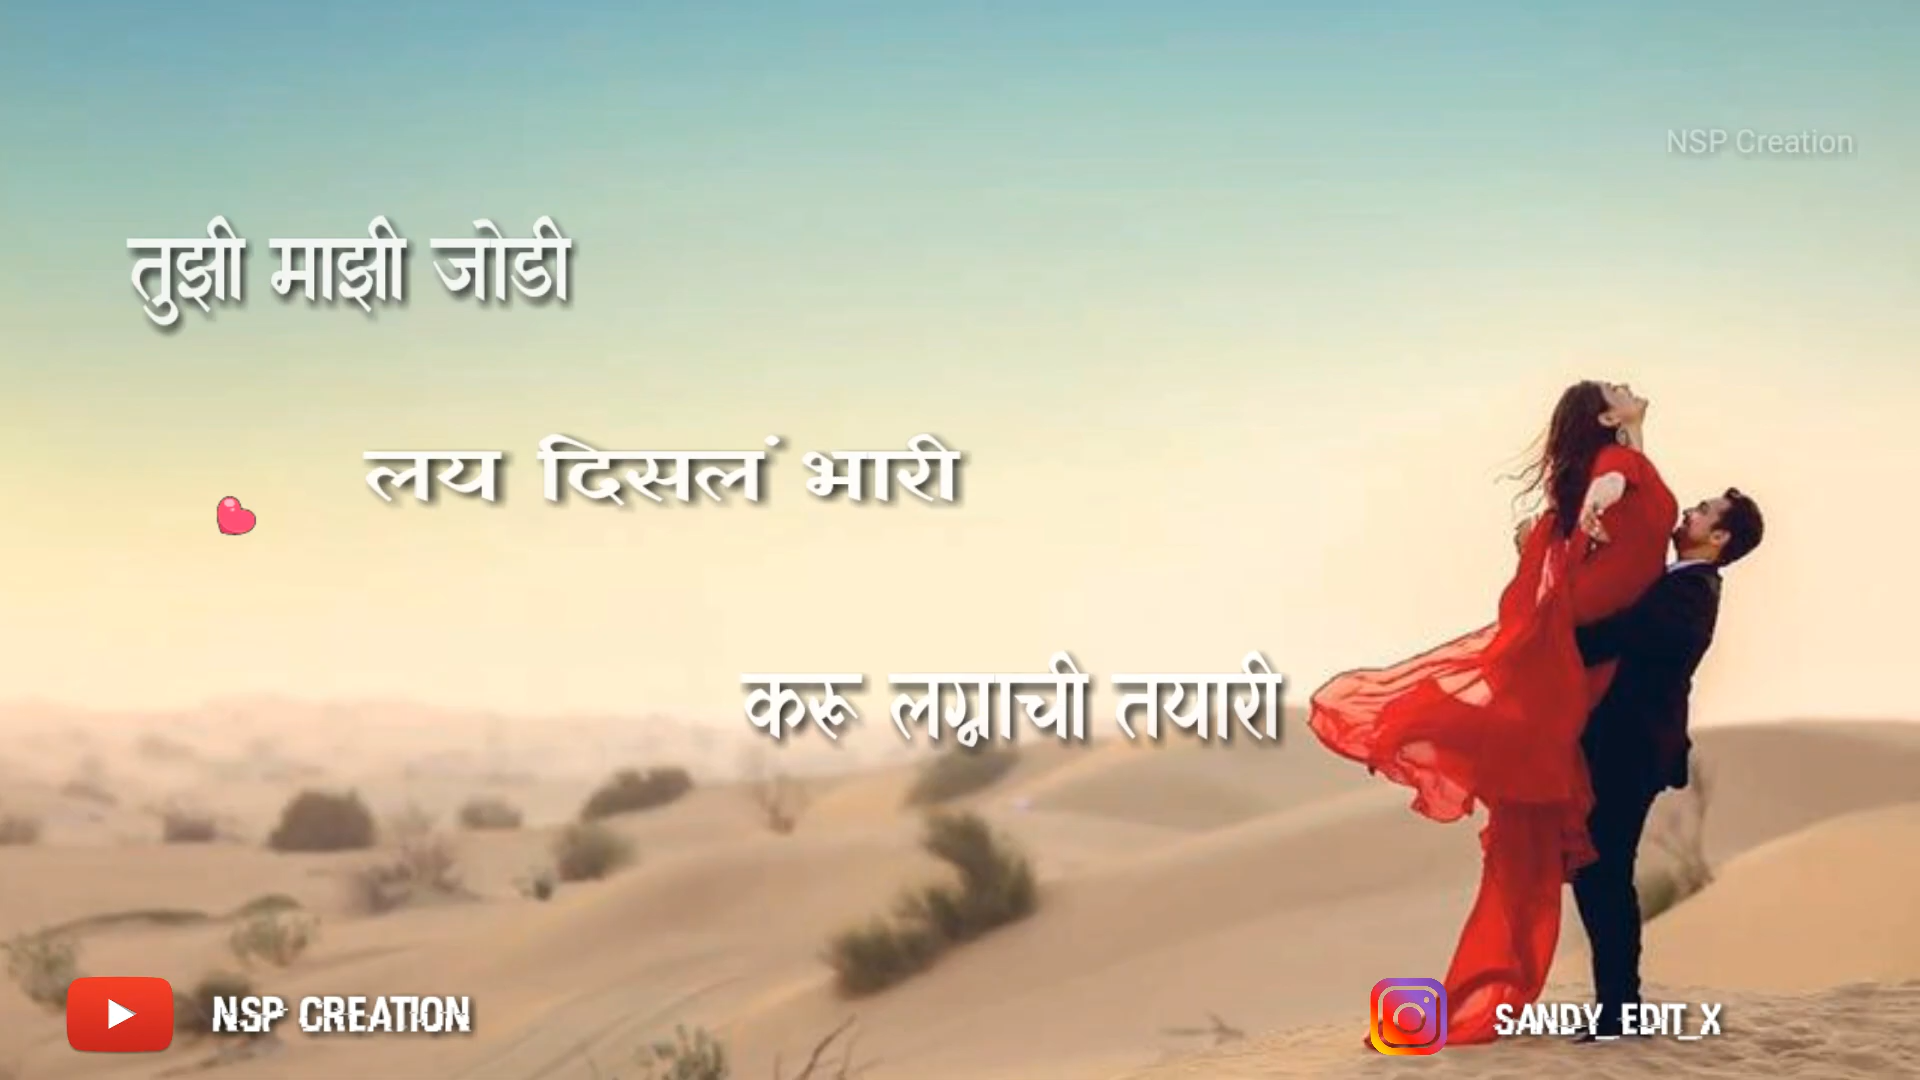 NSP Creation
तुझी माझी जोडी
लय दिसलं भारी
करू लग्नाची तयारी
NSP CREATION
SANDY_EDIT_X